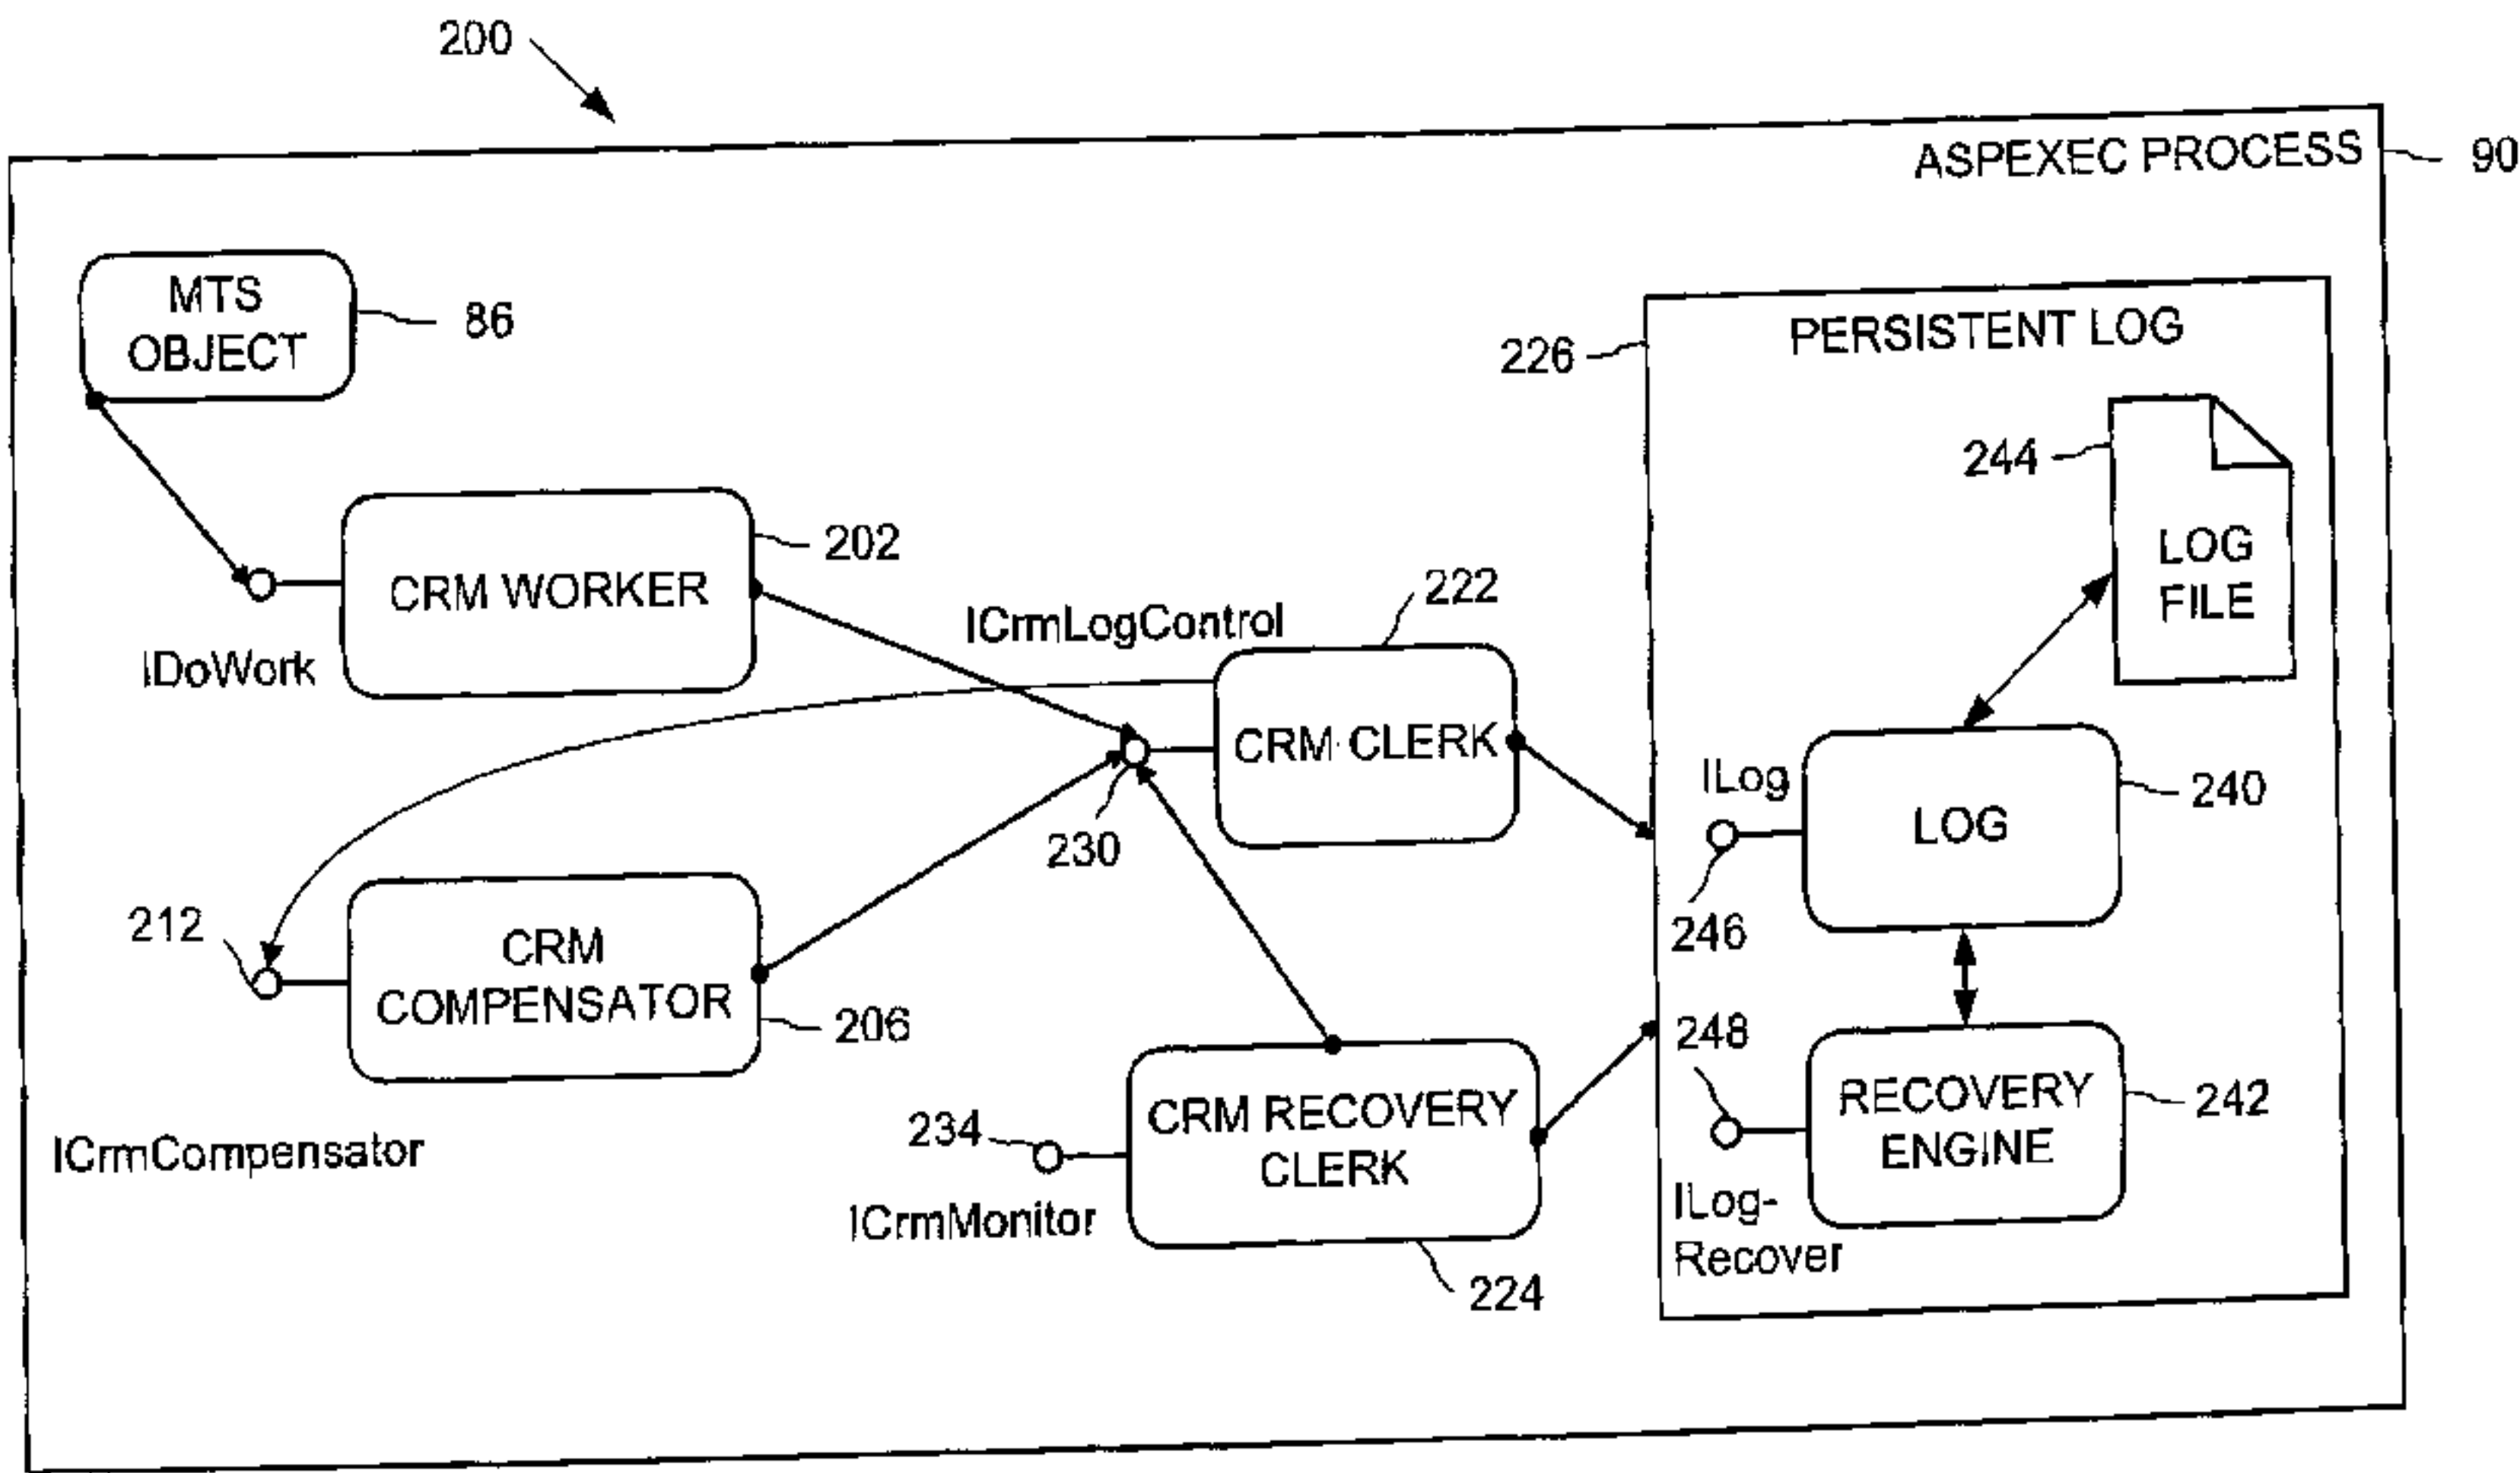 200
ASPEXEC PROCESS
90
MTS
OBJECT
86
PERSISTENT LOG
226
244
LOG
FILE
CRM WORKER
202
IDoWork
ICrmLogControl
222
CRM CLERK
230
ILog
246
LOG
240
212
CRM
COMPENSATOR
206
ICrmCompensator
234
ICrmMonitor
CRM RECOVERY
CLERK
224
248
RECOVERY
ENGINE
242
ILog-
Recover